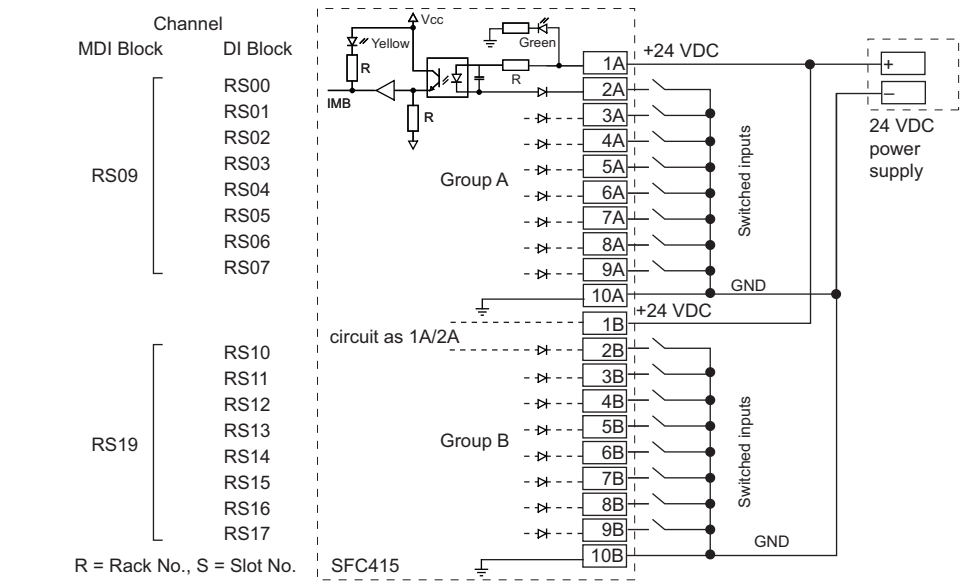 Channel
MDI Block DI Block
RS00
RS01
RS02
RS03
RS04
RS05
RS06
RS07
RS09
RS10
RS11
RS12
RS13
RS14
RS15
RS16
RS17
RS19
R = Rack No., S = Slot No.
Vcc
Yellow
R
IMB
R
Green
R
Group A
circuit as 1A/2A
Group B
SFC415
1A
2A
3A
4A
5A
6A
7A
8A
9A
10A
1B
2B
3B
4B
5B
6B
7B
8B
9B
10B
+24 VDC
Switched inputs
GND
+24 VDC
Switched inputs
GND
+
–
24 VDC
power
supply